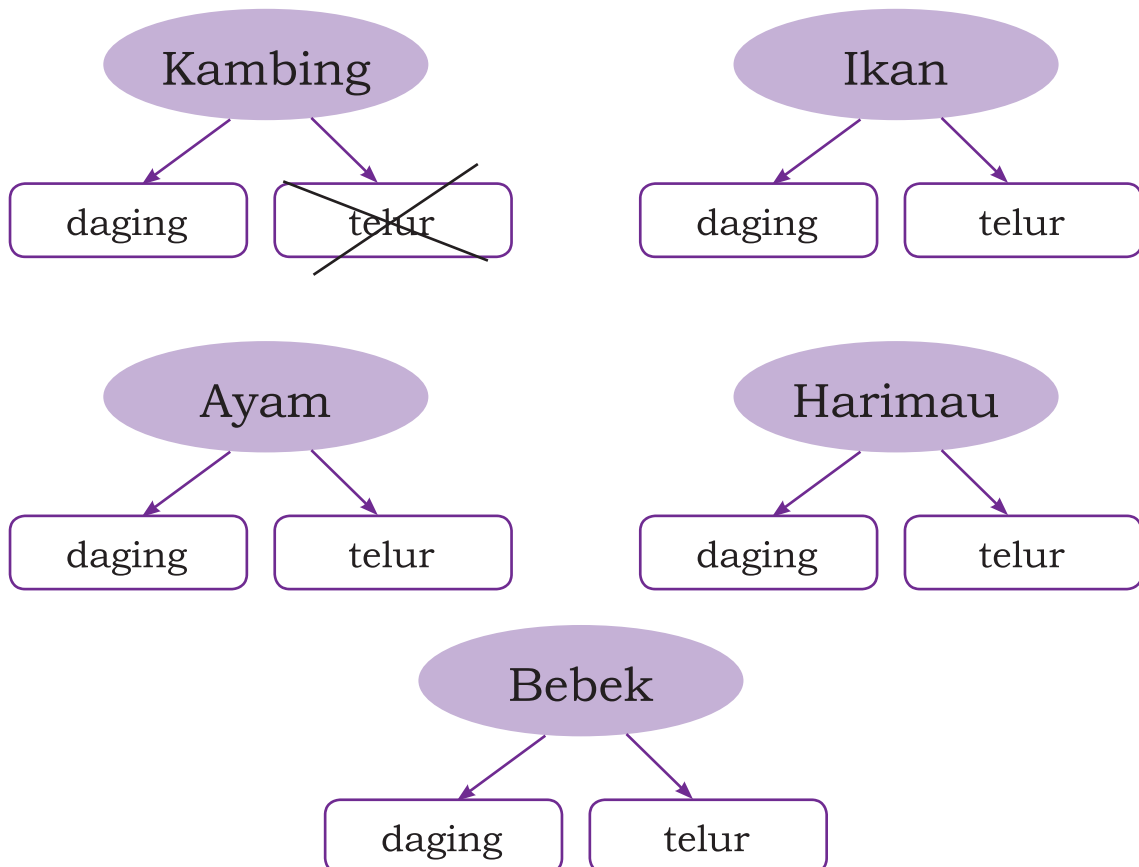 Kambing
Ikan
daging
telur
daging
telur
Ayam
Harimau
daging
telur
daging
telur
Bebek
daging
telur